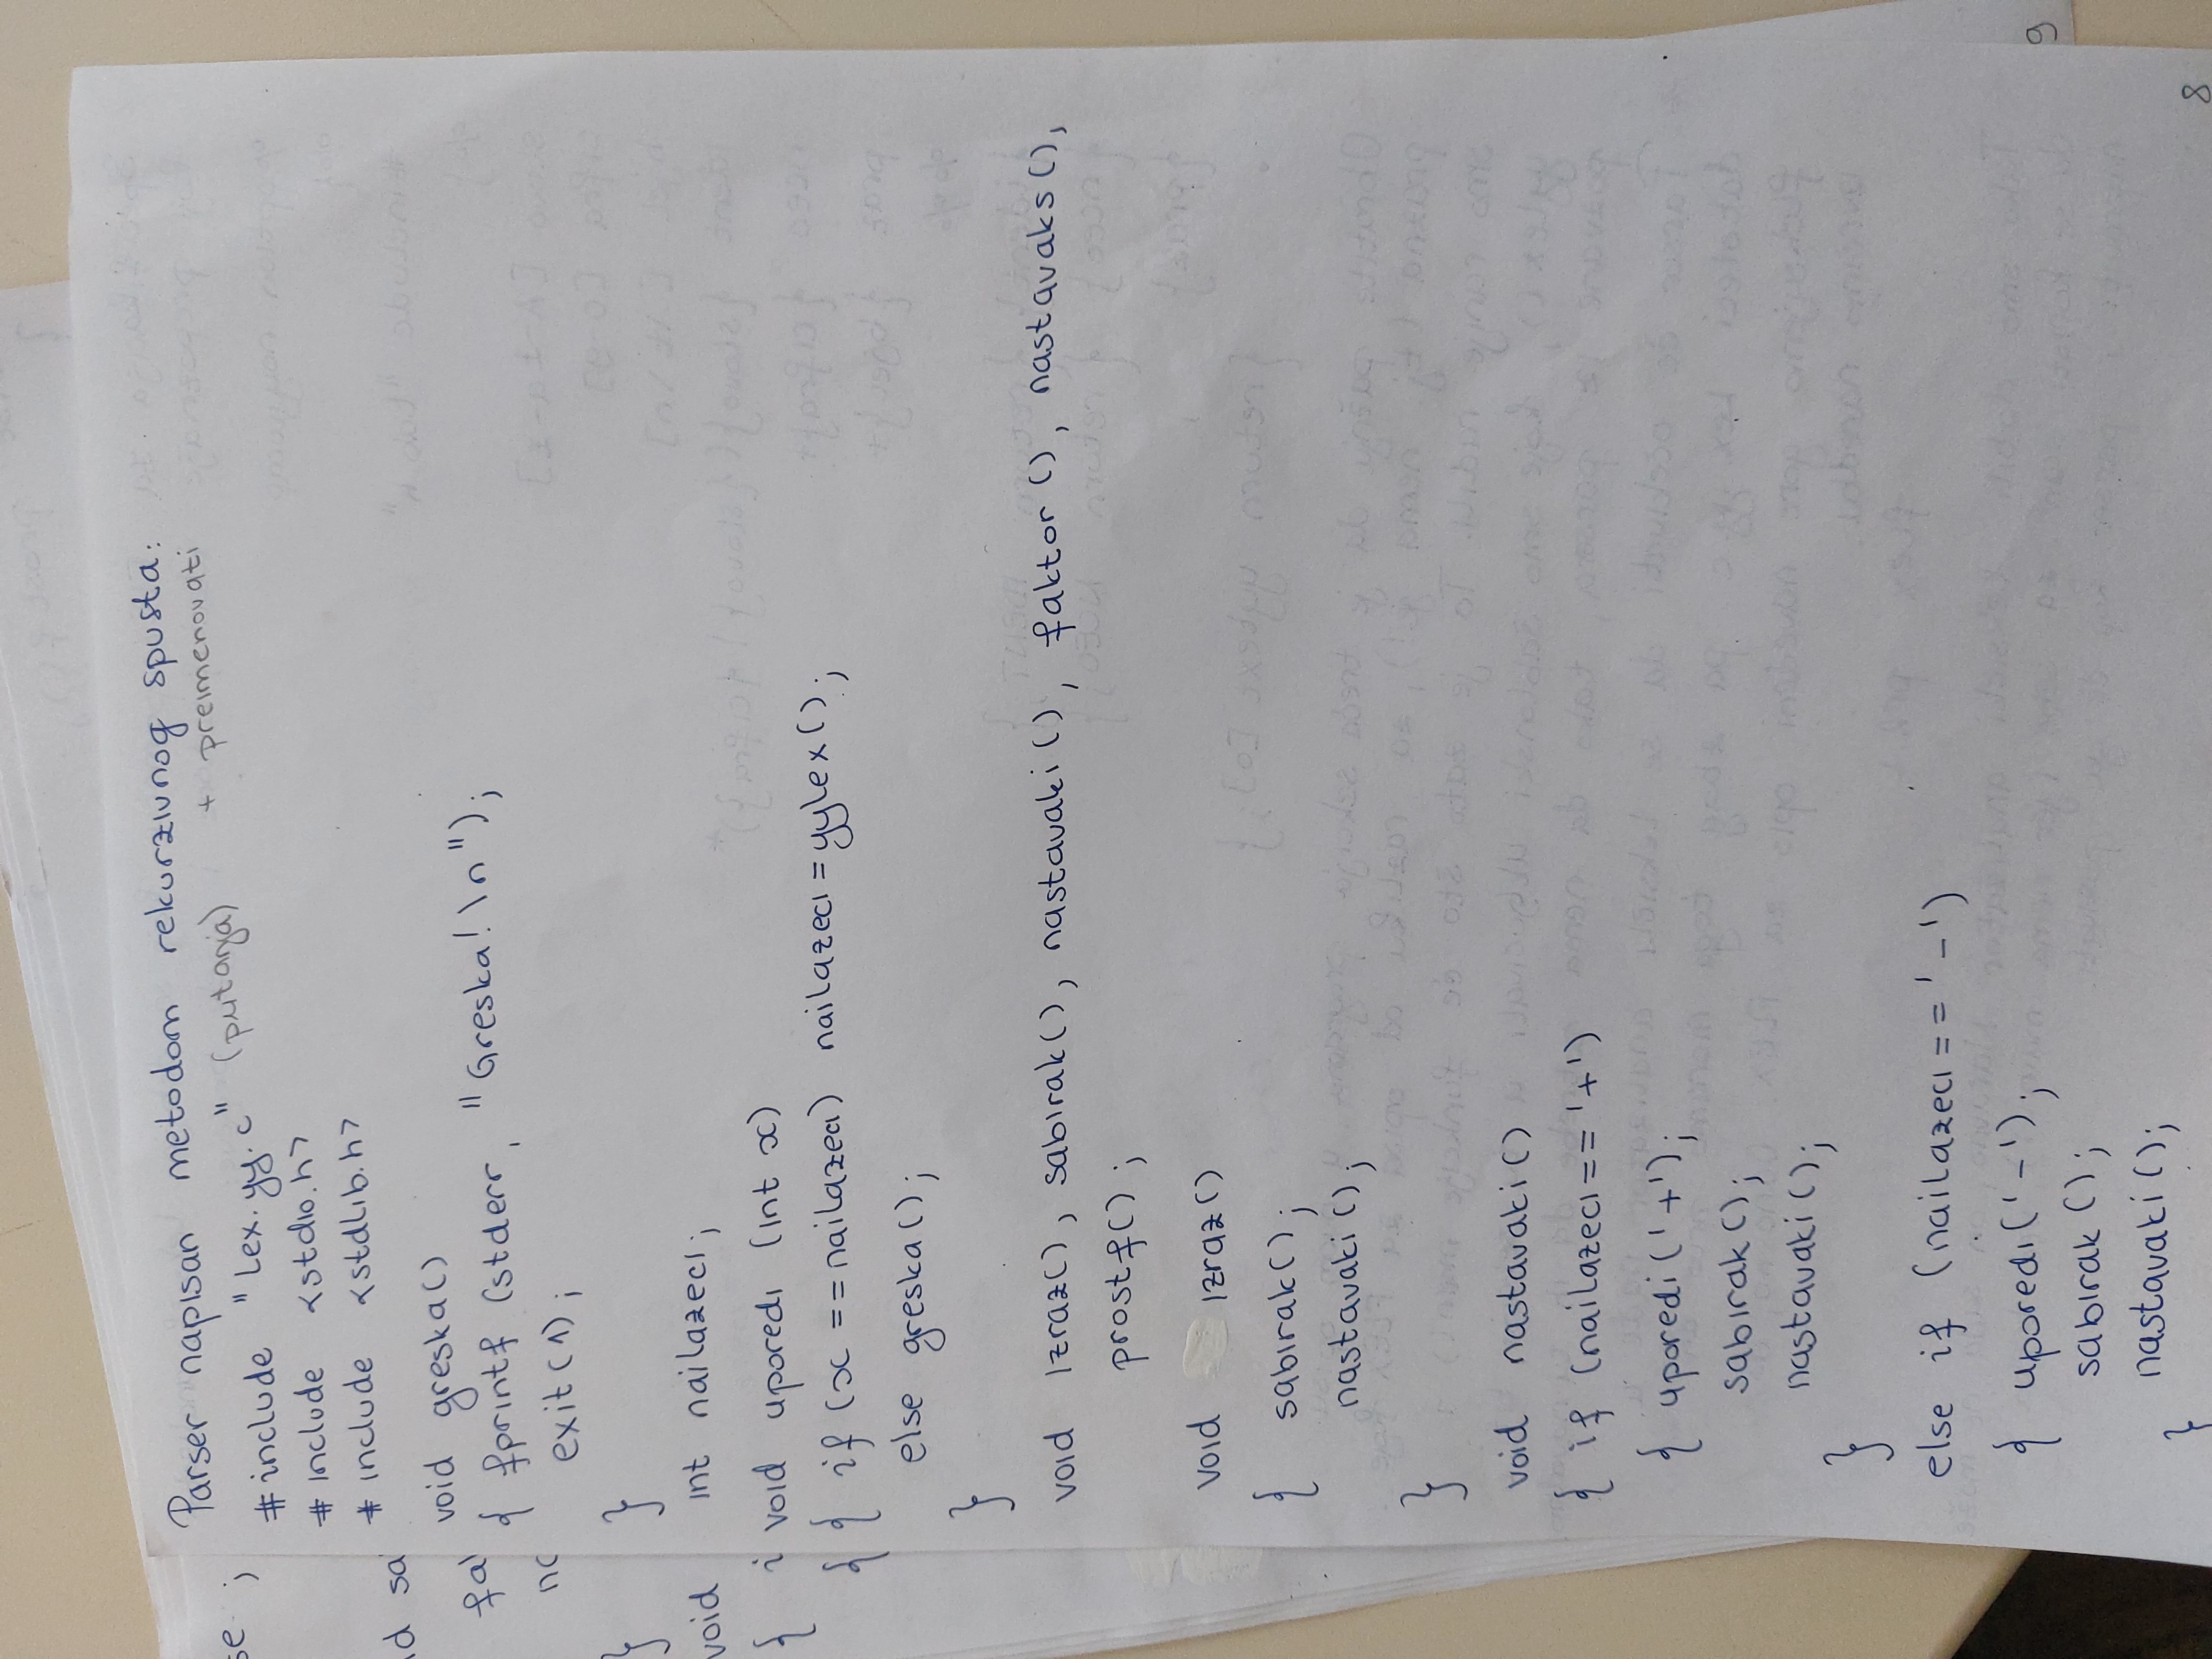 Parser napisan metodom rekurzivnog spusta:
#include "Lex.yy.c" (putanja) + preimenovati
#include <stdio.h>
#include <stdlib.h>
void greska()
{ fprintf (stderr, "Greska! \n");
exit(1);
}
int nailazeci;
void uporedi (int x)
{ if (x == nailazeci) nailazeci = yylex();
else greska();
}
void izraz(), sabirak(), nastavaki(), faktor(), nastavaks(),
prostf();
void izraz()
{ sabirak();
nastavaki();
}
void nastavaki()
{ if (nailazeci == '+')
{ uporedi('+');
sabirak();
nastavaki();
}
else if (nailazeci == '-')
{ uporedi('-');
sabirak();
nastavaki();
}
8
se ;
id sa
fa
}
void
{ i
{
9